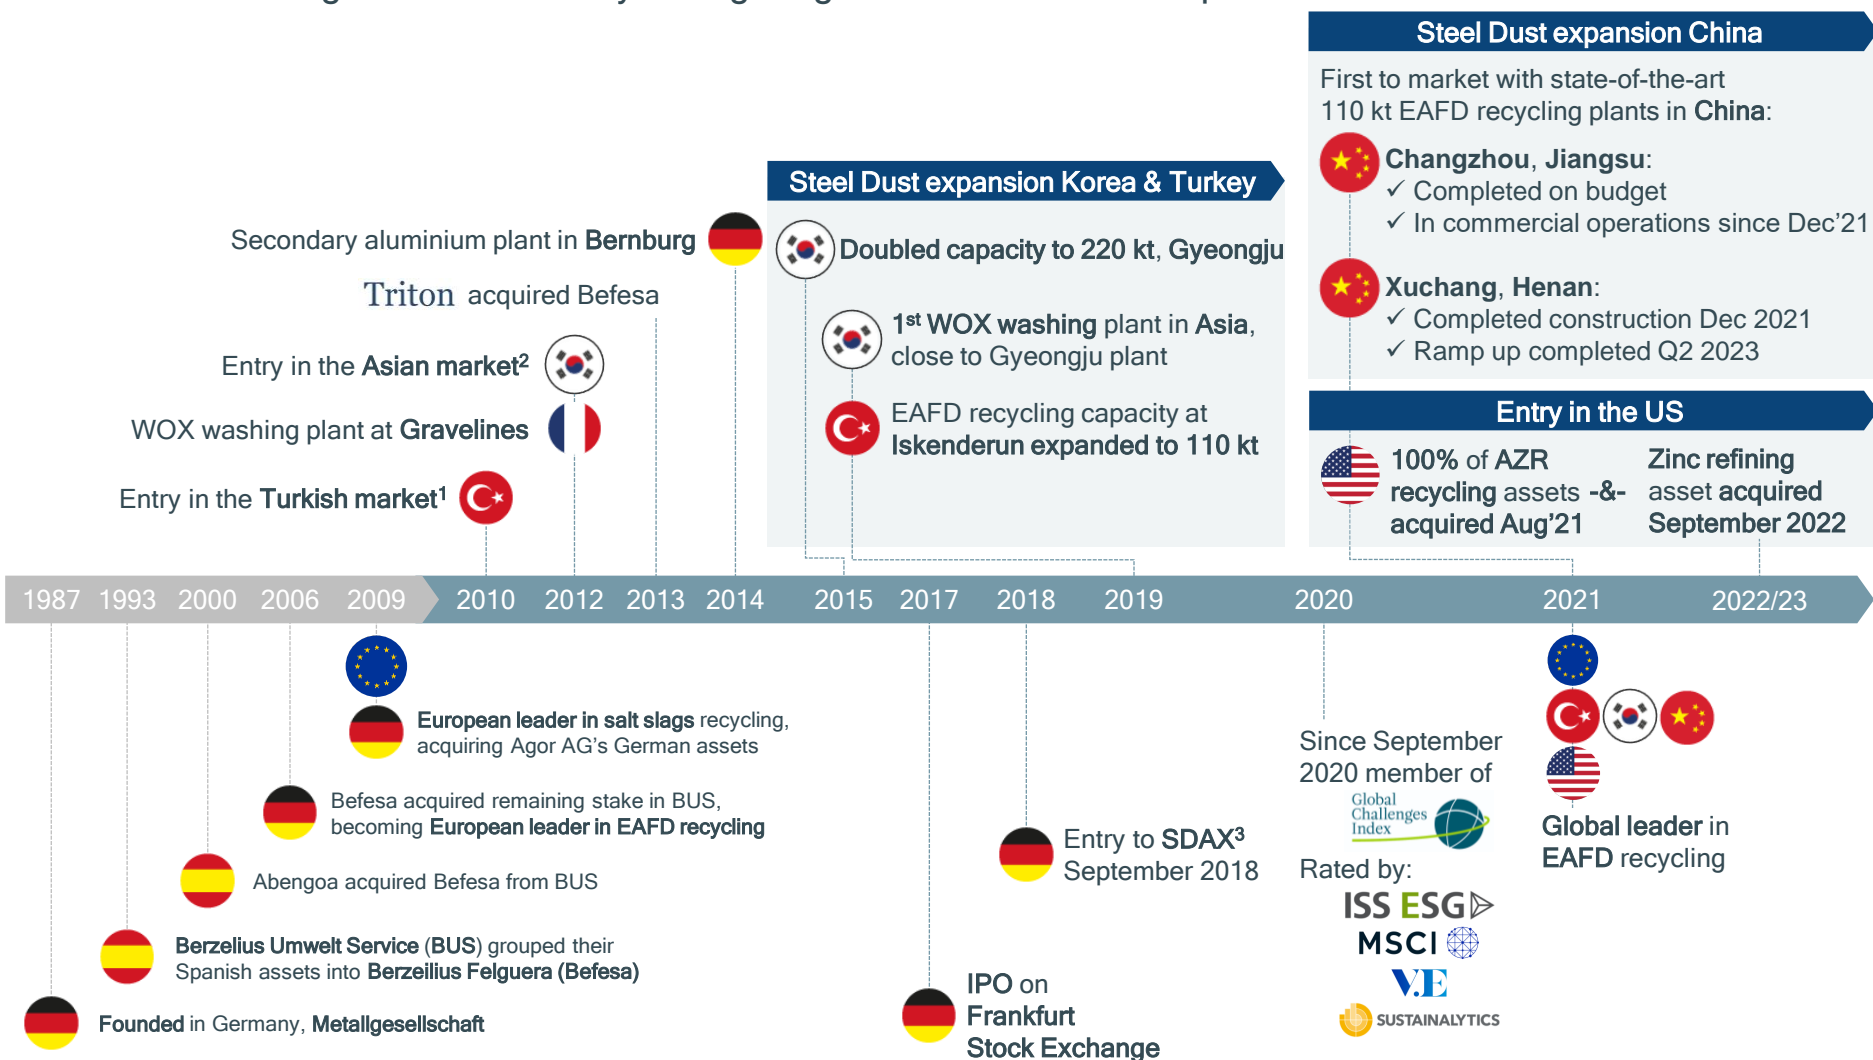 Steel Dust expansion China
First to market with state-of-the-art
110 kt EAFD recycling plants in China:
Changzhou, Jiangsu:
✓ Completed on budget
✓ In commercial operations since Dec'21
Xuchang, Henan:
✓ Completed construction Dec 2021
✓ Ramp up completed Q2 2023
Steel Dust expansion Korea & Turkey
Doubled capacity to 220 kt, Gyeongju
1st WOX washing plant in Asia,
close to Gyeongju plant
EAFD recycling capacity at
Iskenderun expanded to 110 kt
Entry in the US
100% of AZR
recycling assets -&-
acquired Aug'21
Zinc refining
asset acquired
September 2022
Secondary aluminium plant in Bernburg
Triton acquired Befesa
Entry in the Asian market2
WOX washing plant at Gravelines
Entry in the Turkish market1
1987 1993 2000 2006 2009 2010 2012 2013 2014 2015 2017 2018 2019 2020 2021 2022/23
European leader in salt slags recycling,
acquiring Agor AG's German assets
Befesa acquired remaining stake in BUS,
becoming European leader in EAFD recycling
Abengoa acquired Befesa from BUS
Berzelius Umwelt Service (BUS) grouped their
Spanish assets into Berzeilius Felguera (Befesa)
Founded in Germany, Metallgesellschaft
IPO on
Frankfurt
Stock Exchange
Entry to SDAX3
September 2018
Since September
2020 member of
Global
Challenges
Index
Rated by:
ISS ESG
MSCI
V.E
SUSTAINALYTICS
Global leader in
EAFD recycling